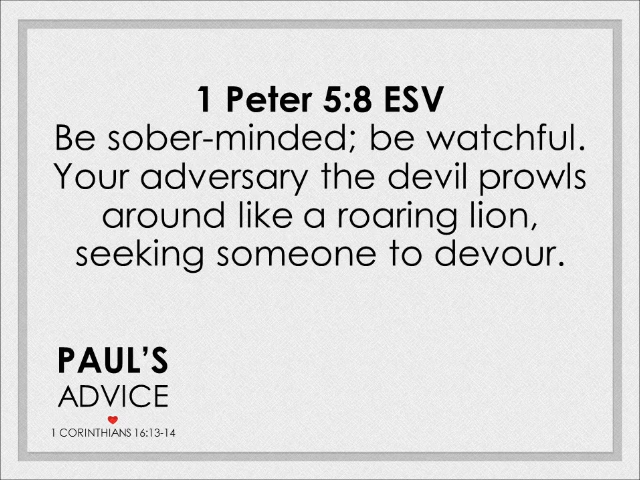 1 Peter 5:8 ESV
Be sober-minded; be watchful.
Your adversary the devil prowls
around like a roaring lion,
seeking someone to devour.
PAUL'S
ADVICE
1 CORINTHIANS 16:13-14